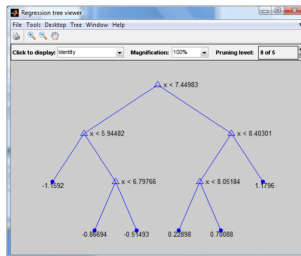 Regression tree viewer
File Tools Desktop Tree Window Help
Click to display: Identity Magnification: 100% Pruning level: 0 of 5
x < 7.44983
x < 5.94482 x < 8.40301
-1.1592 x < 6.79766 x < 8.05184 1.1796
-0.86694 -0.51493 0.22898 0.70088